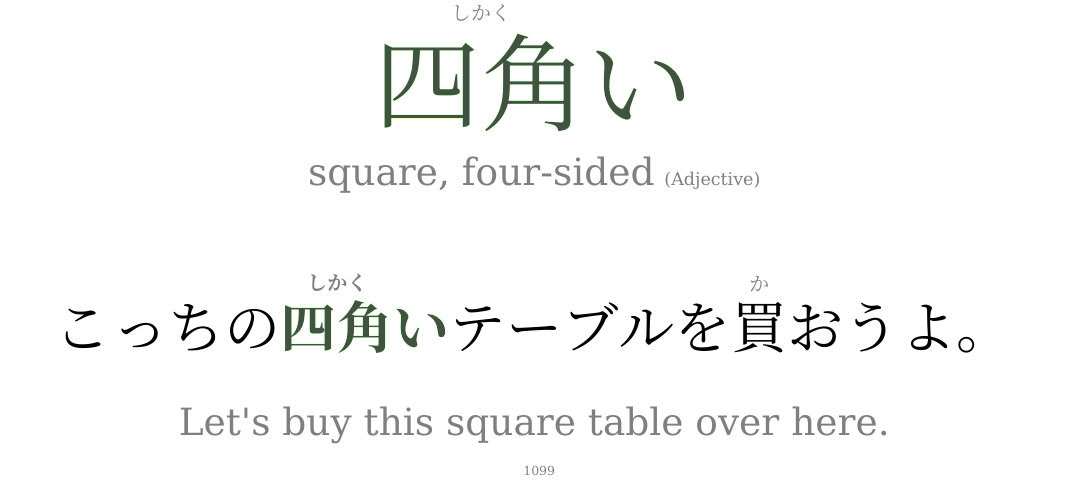 しかく
四角い
square, four-sided (Adjective)
しかく か
こっちの四角いテーブルを買おうよ。
Let's buy this square table over here.
1099